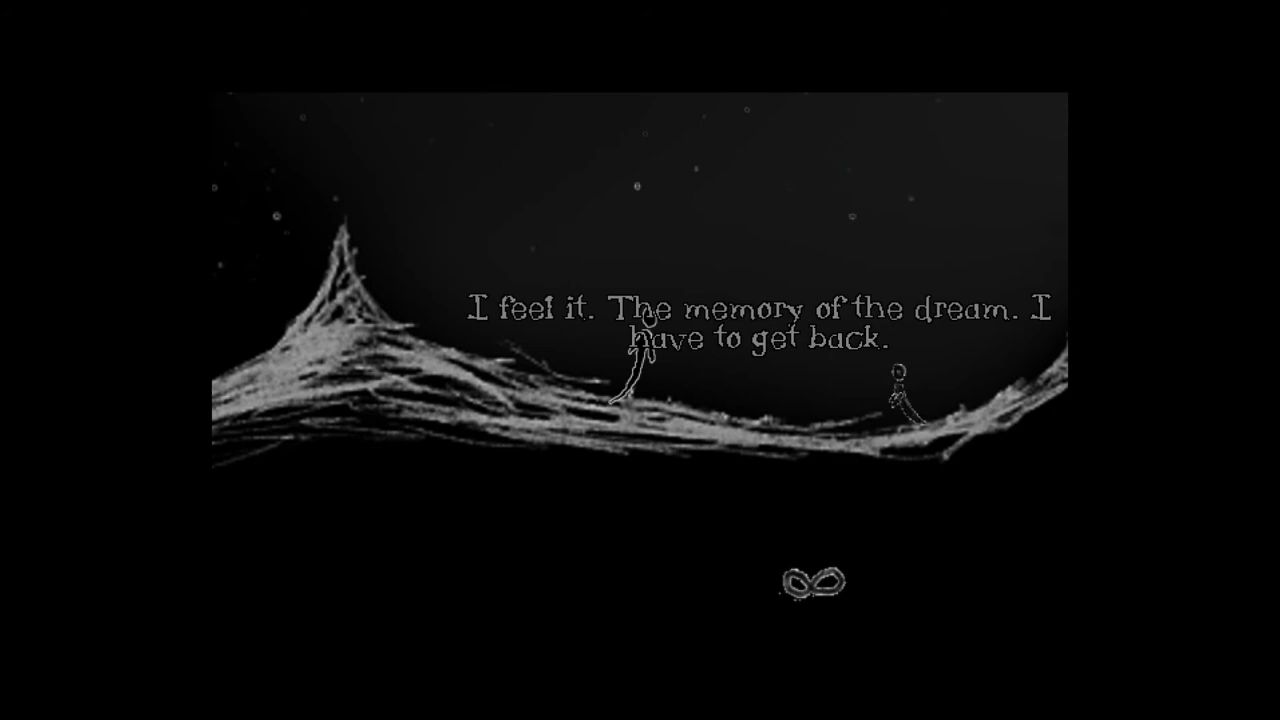 I feel it. The memory of the dream. I
have to get back.